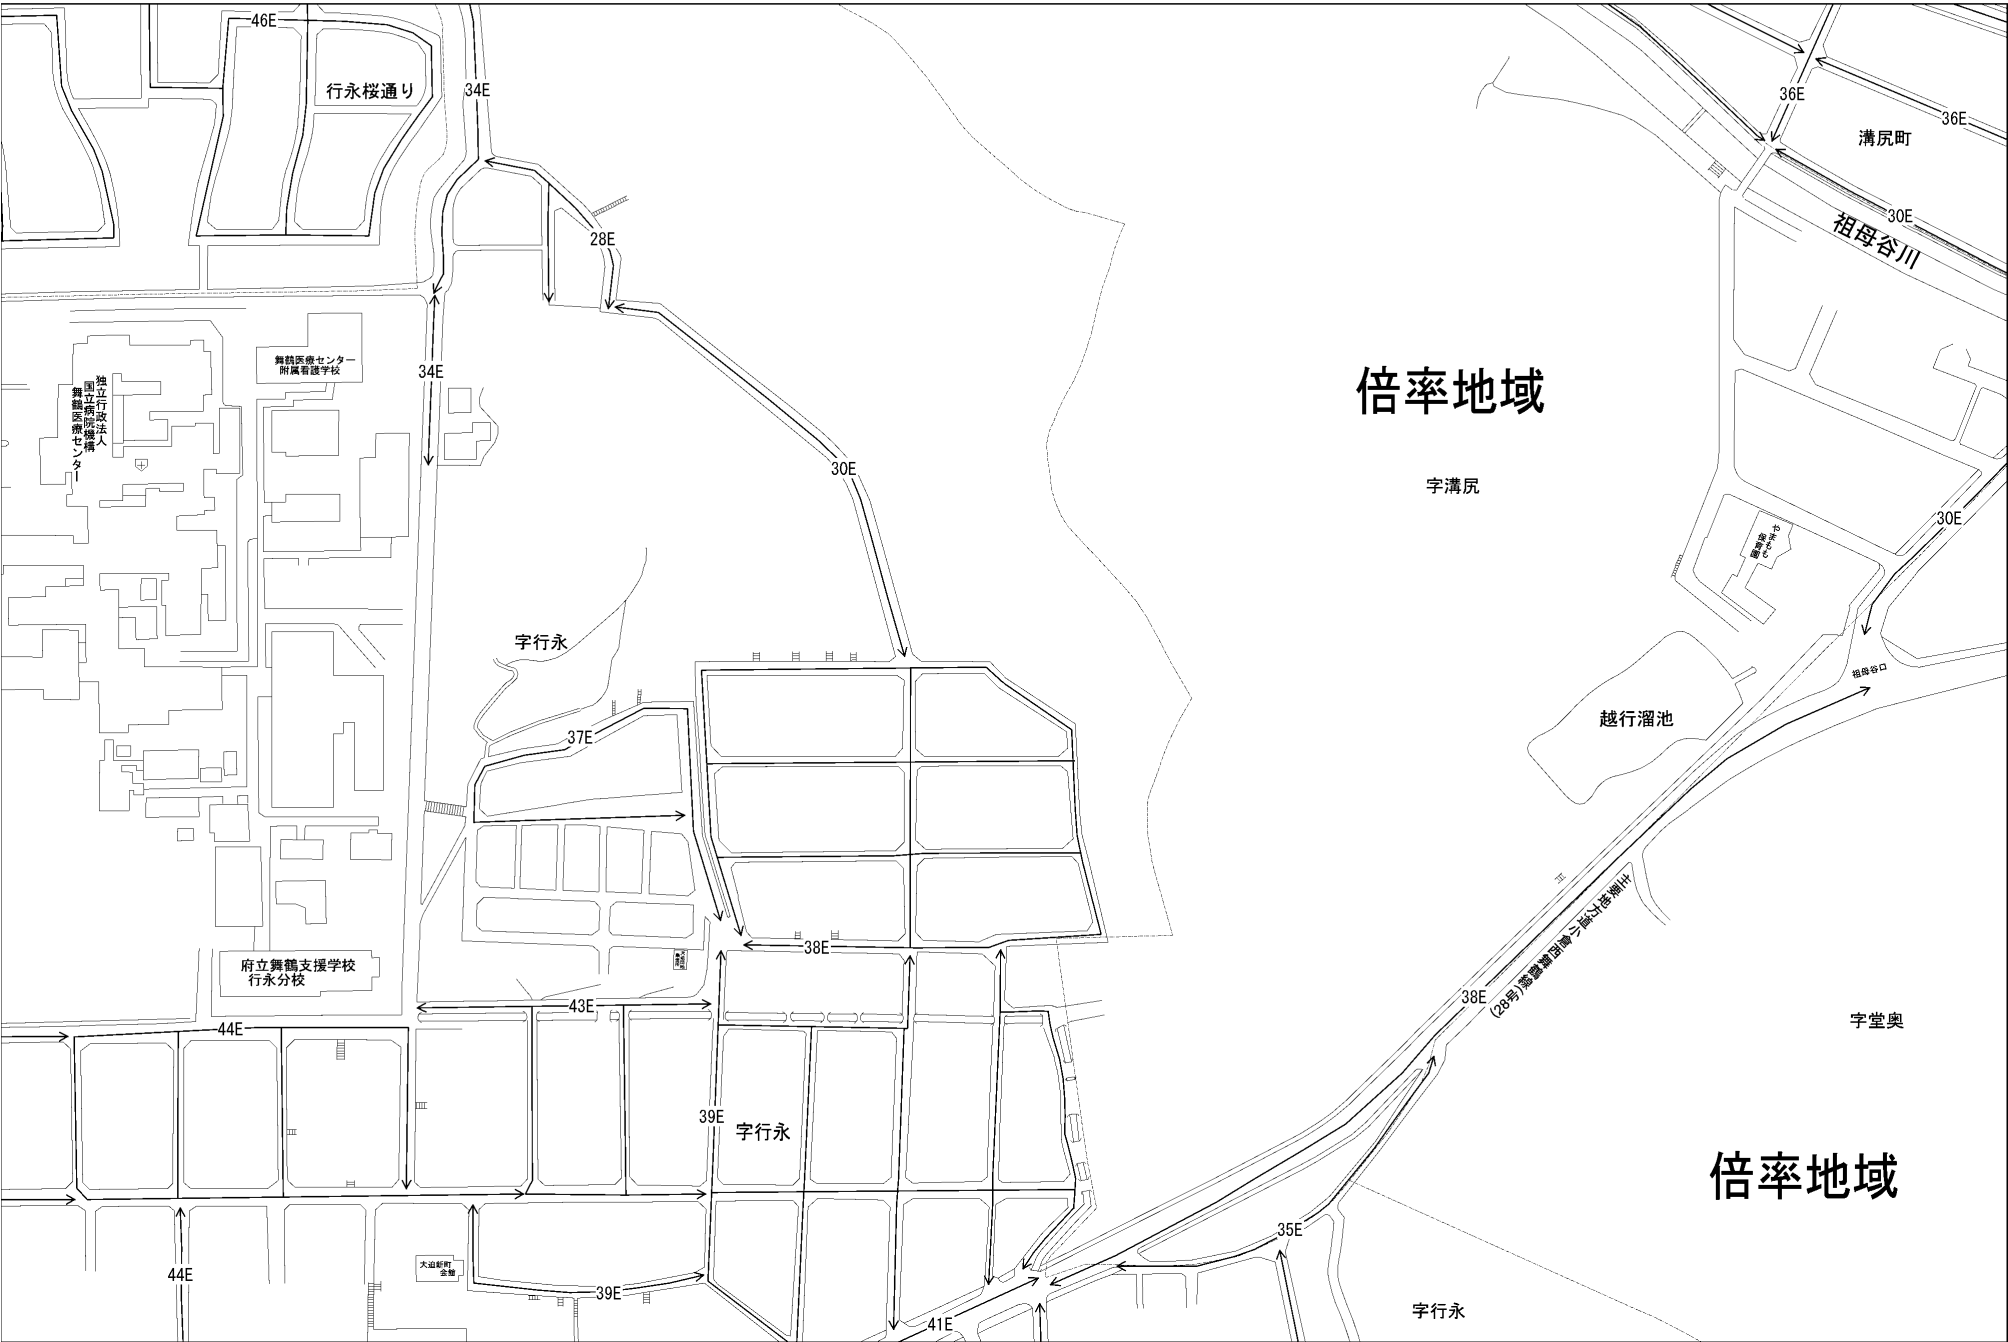 46E
行永桜通り
34E
36E
36E
溝尻町
30E
祖母谷川
28E
舞鶴医療センター
附属看護学校
34E
独立行政法人
国立病院機構
舞鶴医療センター
倍率地域
30E
字溝尻
30E
やまもも
保育園
字行永
祖母谷口
越行溜池
37E
38E
主要地方道小倉西舞鶴線
(28号)
38E
府立舞鶴支援学校
行永分校
43E
44E
字堂奥
39E
字行永
倍率地域
35E
44E
大迫新町
会館
39E
41E
字行永